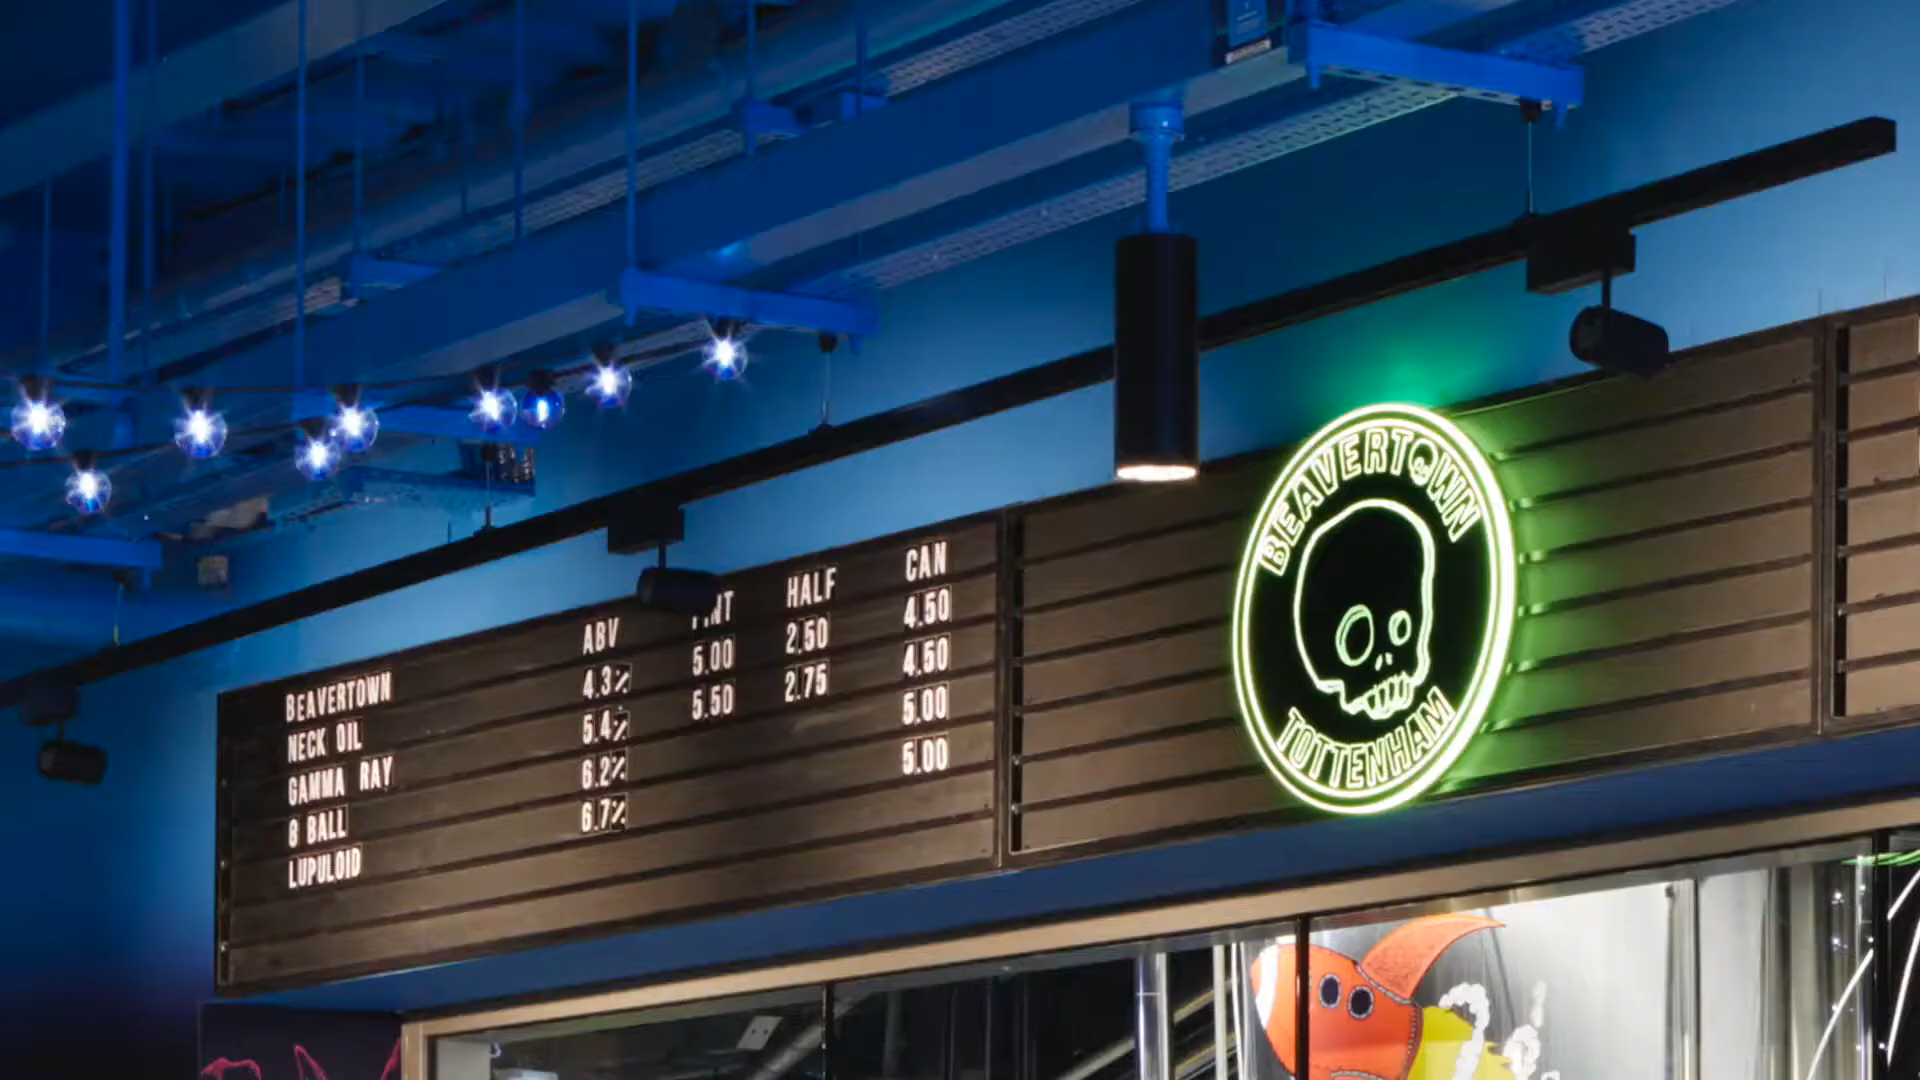 BEAVERTOWN ABV HALF CAN
NECK OIL 4.3% 5.00 2.50 4.50
GAMMA RAY 5.4% 5.50 2.75 4.50
8 BALL 6.2% 5.00
LUPULOID 6.7% 5.00
BEAVERTOWN
TOTTENHAM